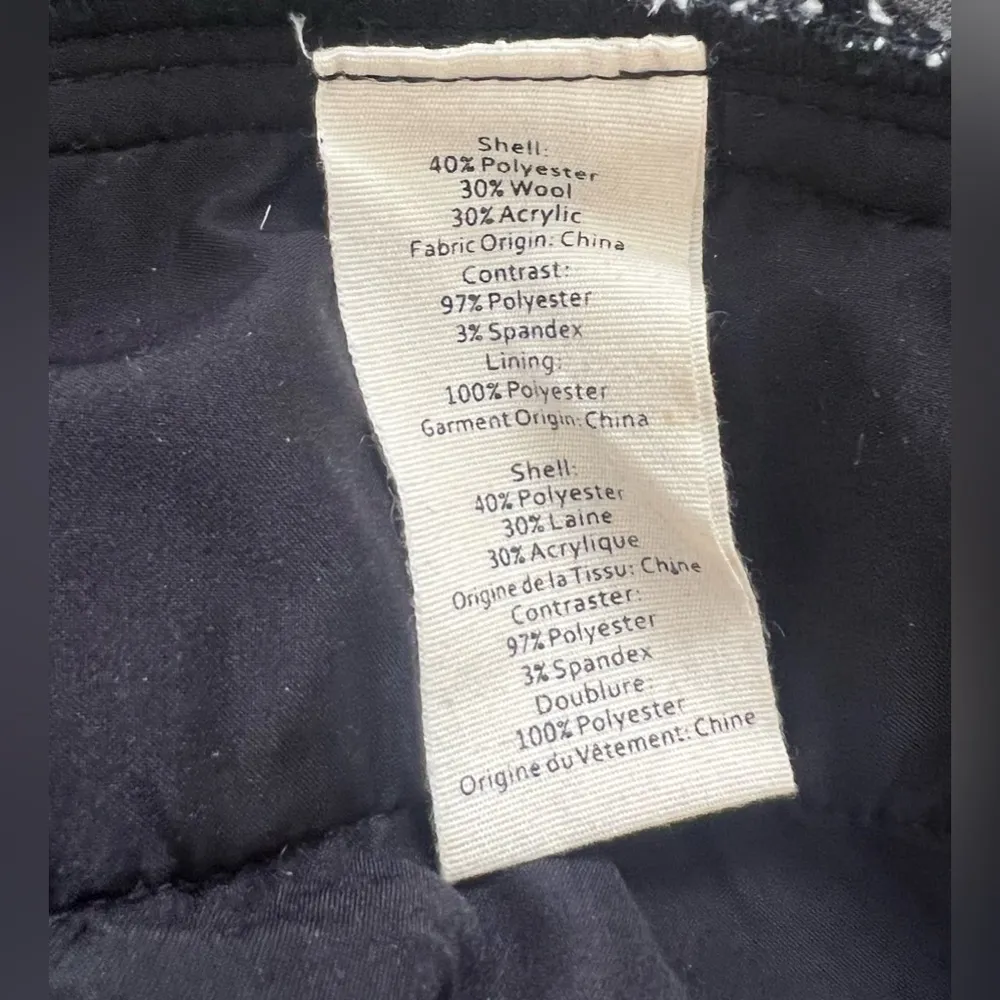 Shell:
40% Polyester
30% Wool
30% Acrylic
Fabric Origin: China
Contrast:
97% Polyester
3% Spandex
Lining:
100% Polyester
Garment Origin: China
Shell:
40% Polyester
30% Laine
30% Acrylique
Origine de la Tissu: Chine
Contraster:
97% Polyester
3% Spandex
Doublure:
100% Polyester
Origine du Vêtement: Chine